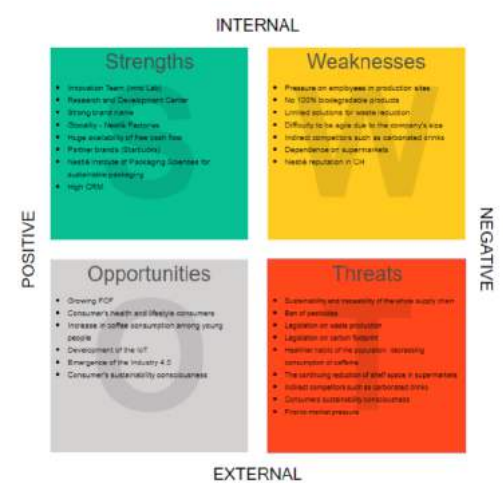 INTERNAL
Strengths
Innovation Team (Inno Lab)
Research and Development Center
Strong brand name
Globality - Nestlé Factories
Huge availability of free cash flow
Partner brands (Starbucks)
Nestlé Institute of Packaging Sciences for
sustainable packaging
High CRM
Weaknesses
Pressure on employees in production sites
No 100% biodegradable products
Limited solutions for waste reduction
Difficulty to be agile due to the company's size
Indirect competitors such as carbonated drinks
Dependence on supermarkets
Nestlé reputation in CH
POSITIVE
NEGATIVE
Opportunities
Growing FCF
Consumer's health and lifestyle consumers
Increase in coffee consumption among young
people
Development of the IoT
Emergence of the Industry 4.0
Consumer's sustainability consciousness
Threats
Sustainability and traceability of the whole supply chain
Ban of pesticides
Legislation on waste production
Legislation on carbon footprint
Healthier habits of the population: decreasing
consumption of caffeine
The continuing reduction of shelf space in supermarkets
Indirect competitors such as carbonated drinks
Consumers sustainability consciousness
First to market pressure
EXTERNAL
S
W
O
T